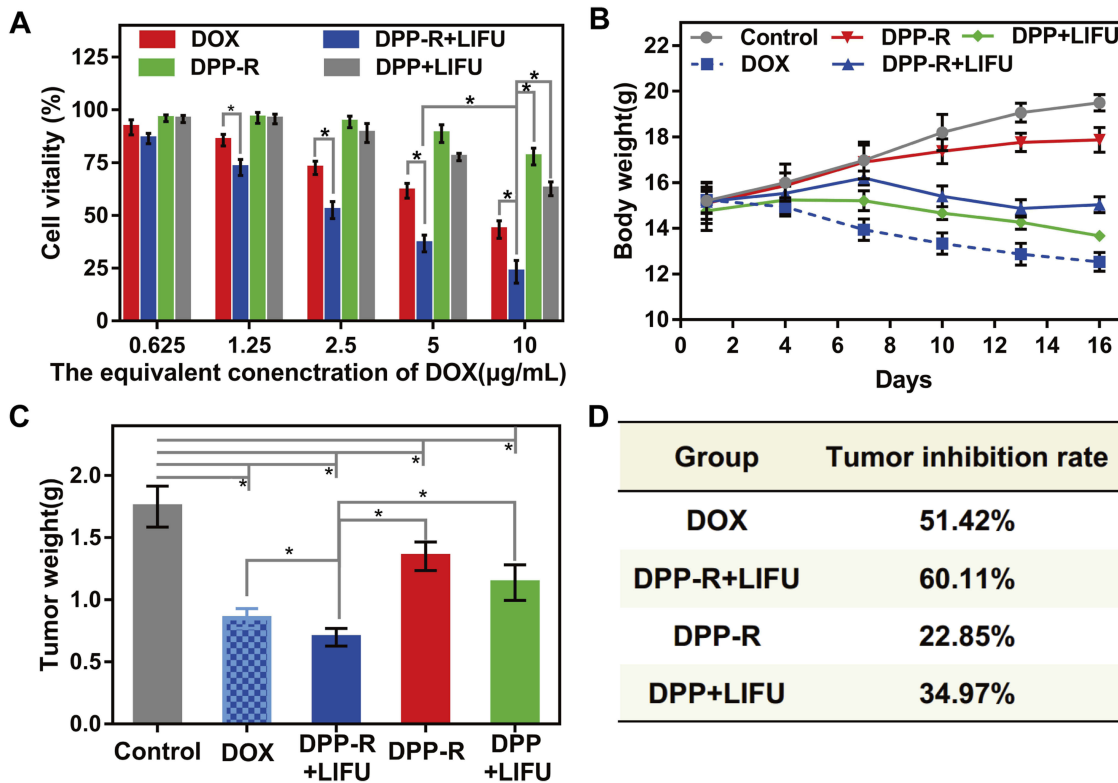 A
DOX
DPP-R+LIFU
DPP-R
DPP+LIFU
Cell vitality (%)
125
100
75
50
25
0
* * * * * * * *
0.625 1.25 2.5 5 10
The equivalent conenctration of DOX(μg/mL)
B
Control DPP-R DPP+LIFU
DOX DPP-R+LIFU
Body weight(g)
22
20
18
16
14
12
10
0 2 4 6 8 10 12 14 16
Days
C
Tumor weight(g)
2.0
1.5
1.0
0.5
0.0
* * * *
* * *
Control DOX DPP-R+LIFU DPP-R DPP+LIFU
D
Group Tumor inhibition rate
DOX 51.42%
DPP-R+LIFU 60.11%
DPP-R 22.85%
DPP+LIFU 34.97%